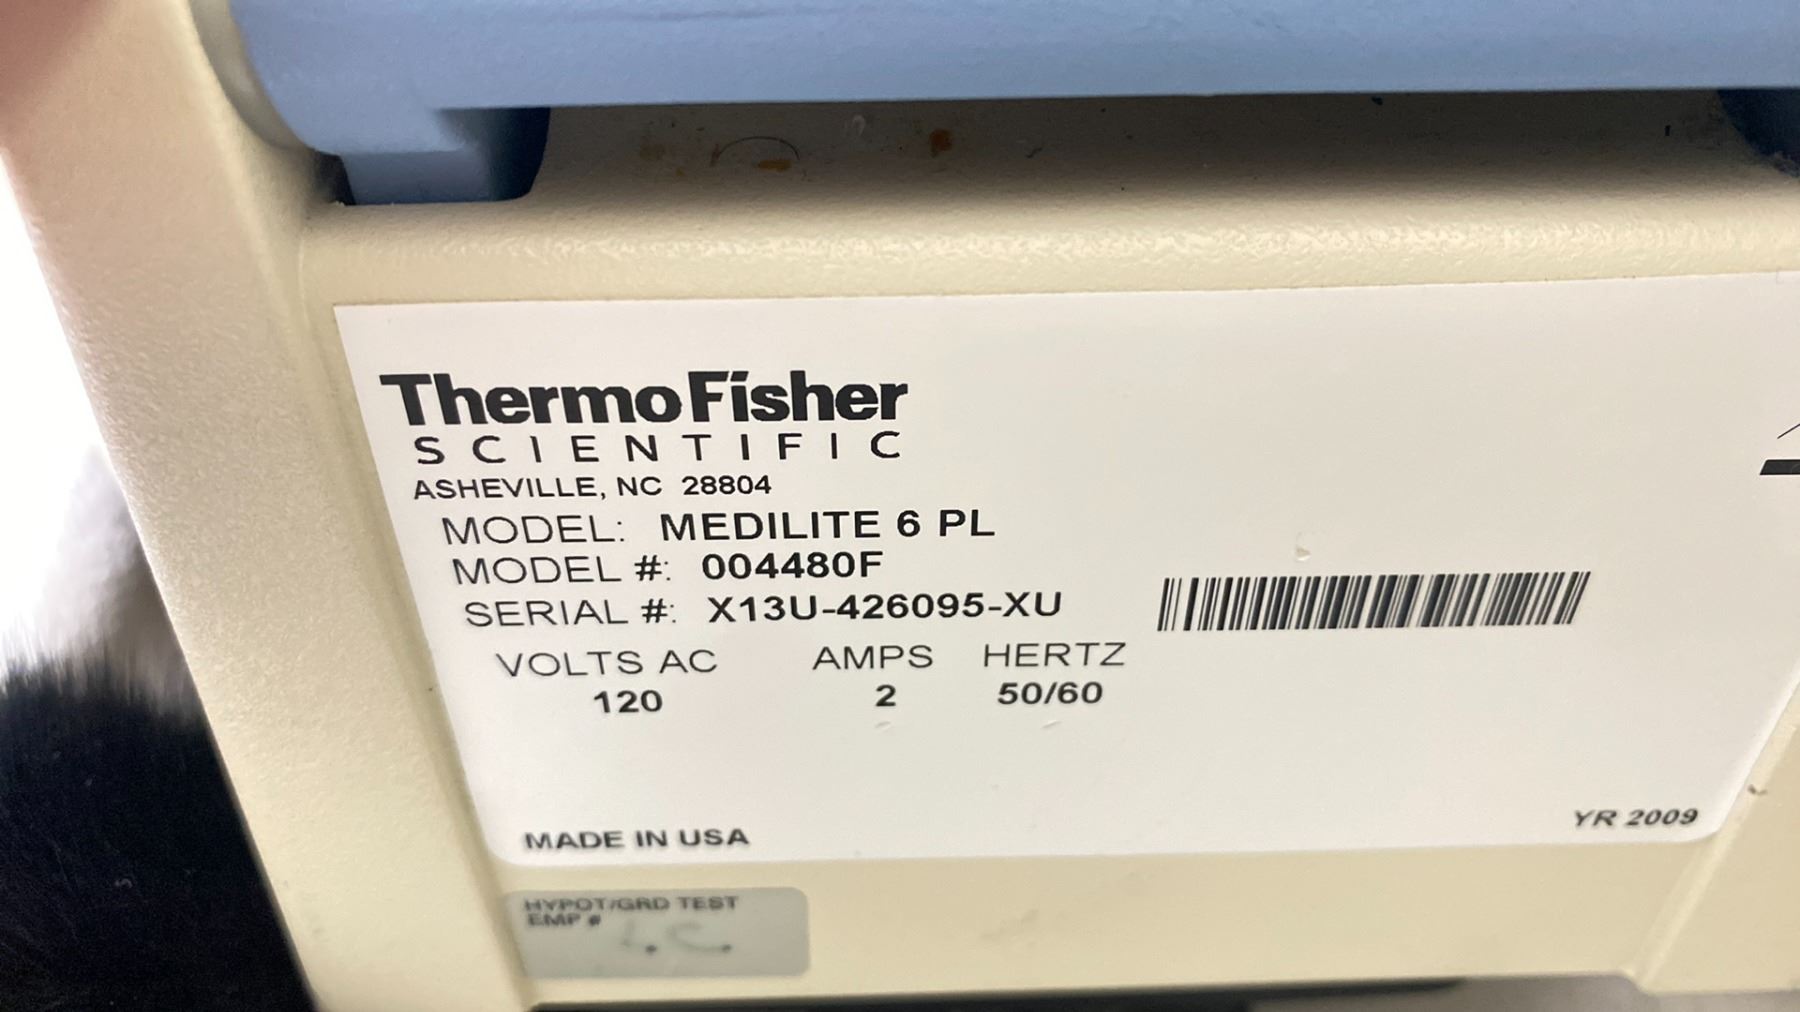 ThermoFisher
SCIENTIFIC
ASHEVILLE, NC 28804
MODEL: MEDILITE 6 PL
MODEL #: 004480F
SERIAL #: X13U-426095-XU
VOLTS AC AMPS HERTZ
120 2 50/60
MADE IN USA
YR 2009
HYPOT/GRD TEST
EMP #
L.C.